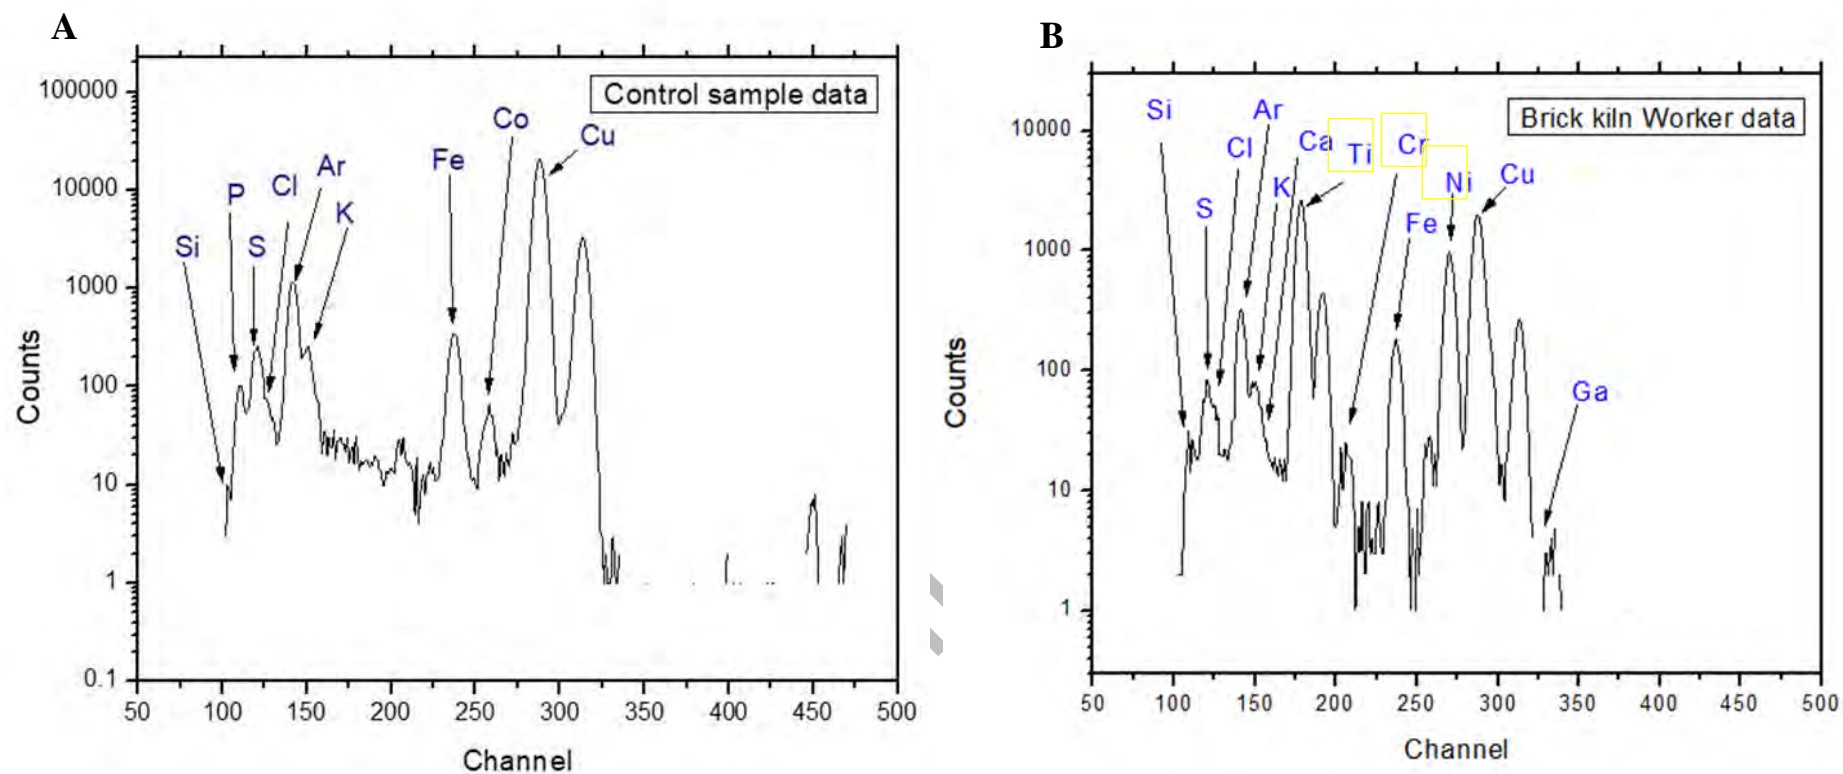 A
Control sample data
Co
Cu
Fe
Ar
Cl
P
K
Si
S
100000
10000
1000
100
10
1
0.1
Counts
50 100 150 200 250 300 350 400 450 500
Channel
B
Brick kiln Worker data
Si
Ar
Cl
Ca
Ti
Cr
K
Ni
Cu
S
Fe
Ga
10000
1000
100
10
1
Counts
50 100 150 200 250 300 350 400 450 500
Channel